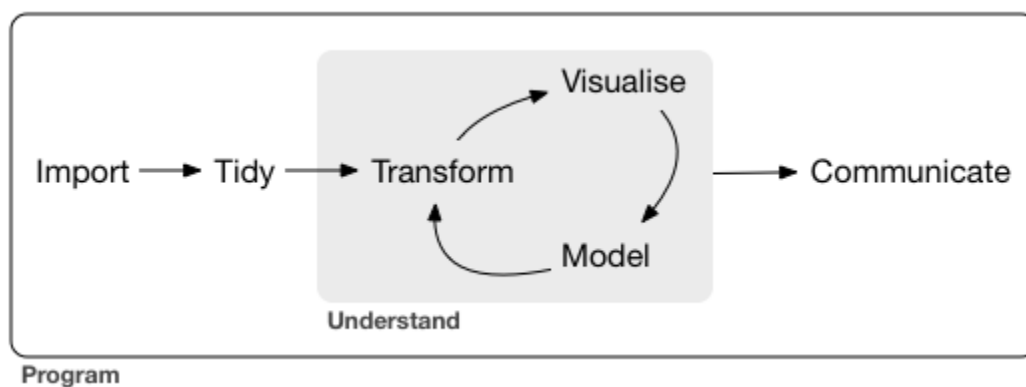 Visualise
Import
Tidy
Transform
Communicate
Model
Understand
Program